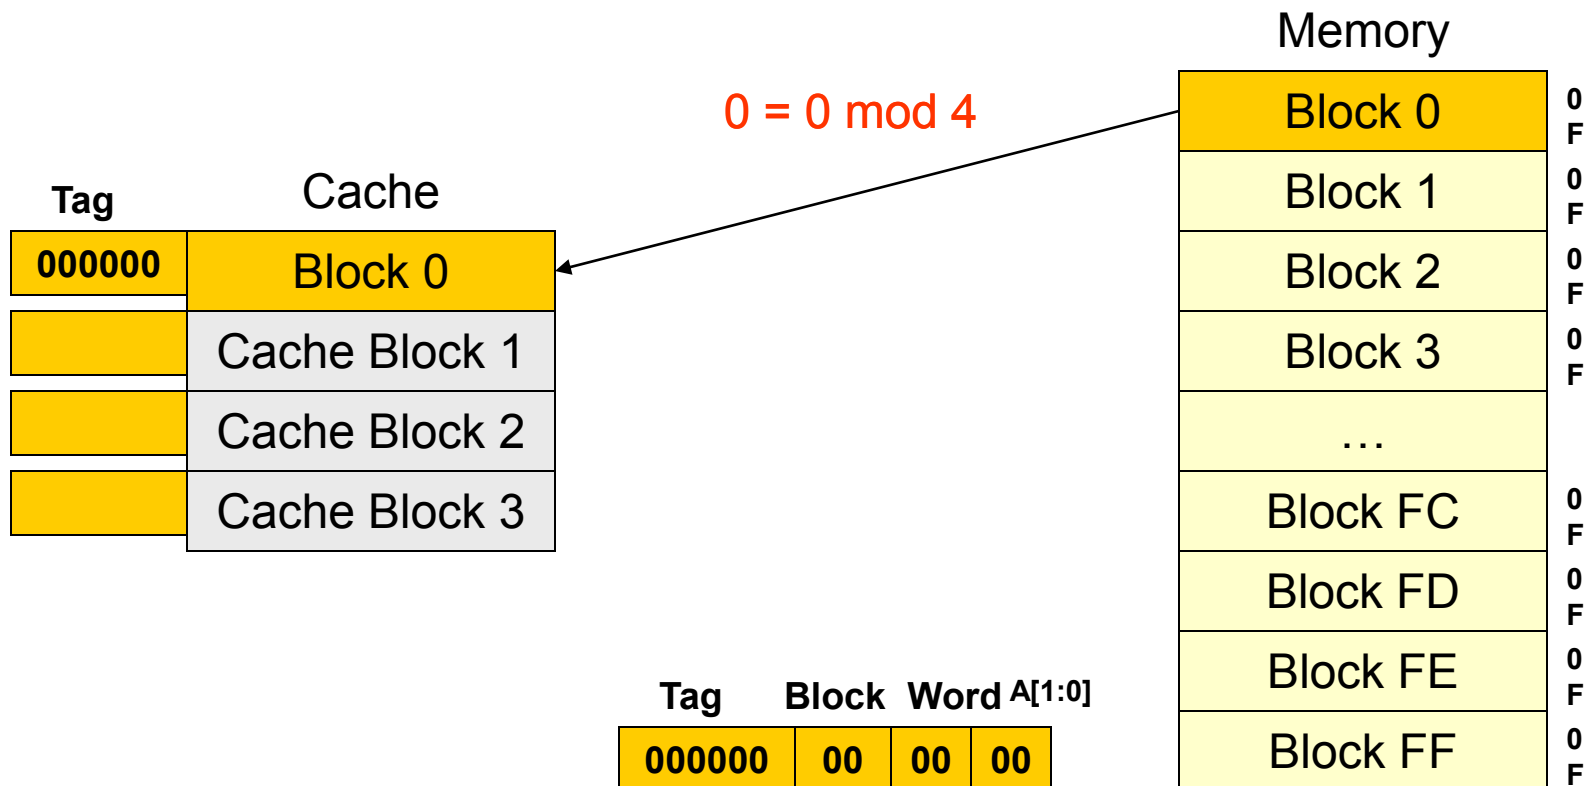 Memory
0 = 0 mod 4
Block 0
0
F
Block 1
0
F
Tag
Cache
000000
Block 0
Block 2
0
F
Cache Block 1
Block 3
0
F
Cache Block 2
…
Cache Block 3
Block FC
0
F
Block FD
0
F
Block FE
0
F
Tag Block Word A[1:0]
000000 00 00 00
Block FF
0
F